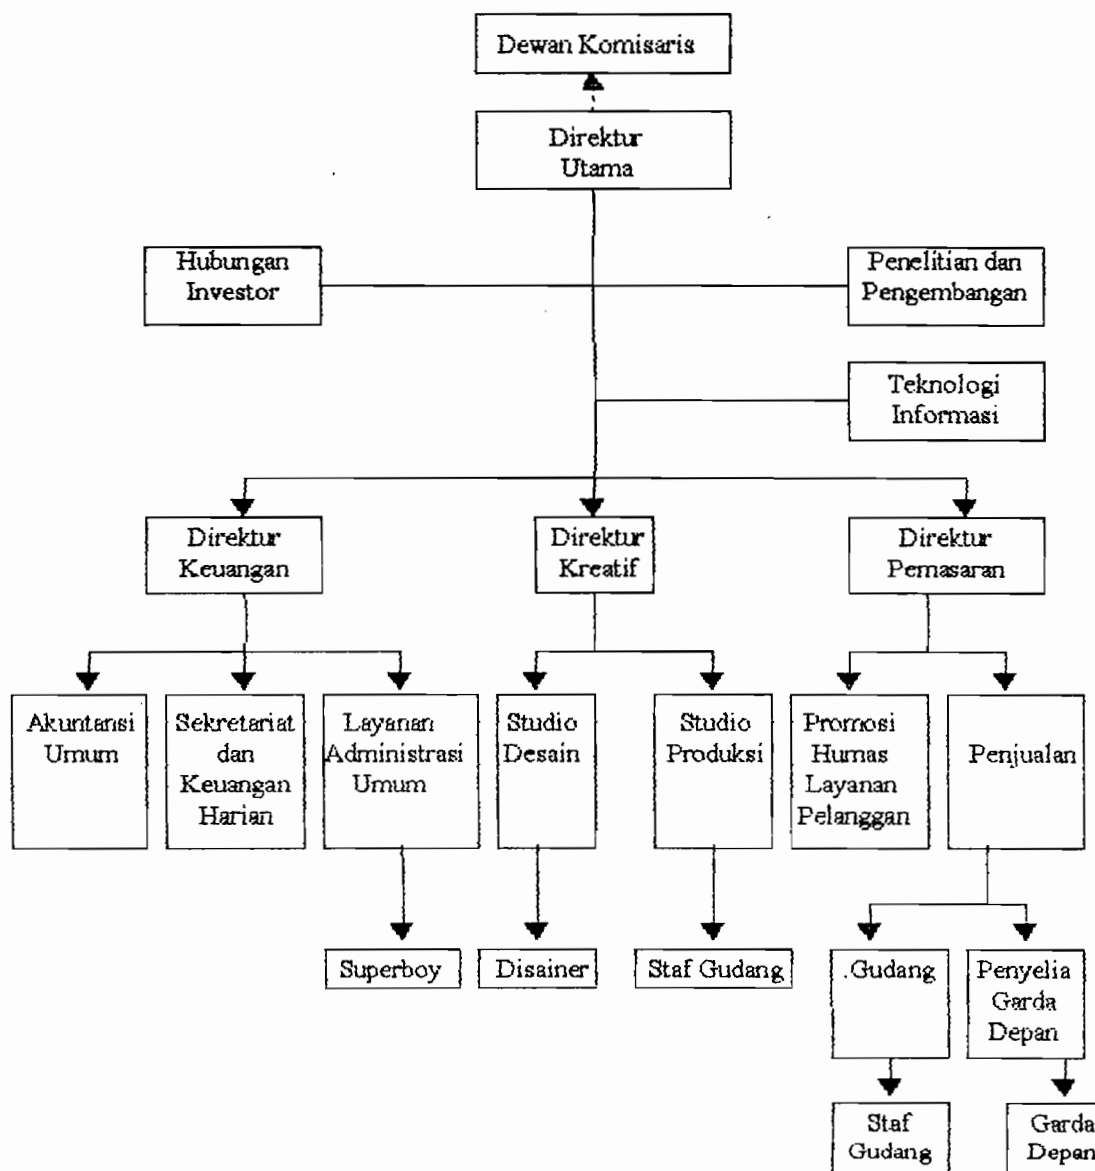 Dewan Komisaris
Direktur
Utama
Hubungan
Investor
Penelitian dan
Pengembangan
Teknologi
Informasi
Direktur
Keuangan
Direktur
Kreatif
Direktur
Pemasaran
Akuntansi
Umum
Sekretariat
dan
Keuangan
Harian
Layanan
Administrasi
Umum
Studio
Desain
Studio
Produksi
Promosi
Humas
Layanan
Pelanggan
Penjualan
Superboy
Disainer
Staf Gudang
.Gudang
Penyelia
Garda
Depan
Staf
Gudang
Garda
Depan